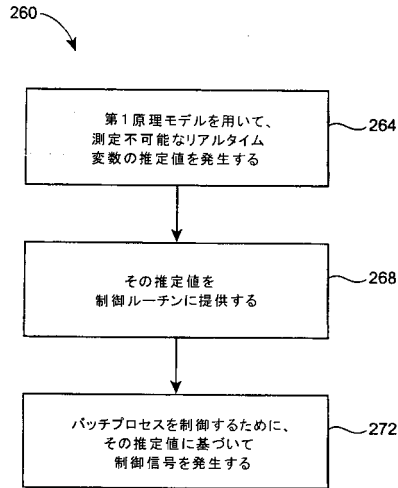 260
第1原理モデルを用いて、
測定不可能なリアルタイム
変数の推定値を発生する
264
その推定値を
制御ルーチンに提供する
268
バッチプロセスを制御するために、
その推定値に基づいて
制御信号を発生する
272